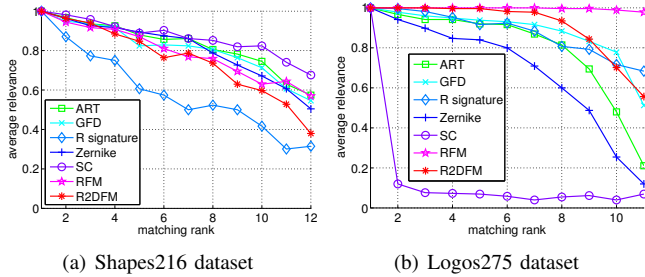 average relevance
1
0.8
0.6
0.4
0.2
0
ART
GFD
R signature
Zernike
SC
RFM
R2DFM
2
4
6
8
10
12
matching rank
(a) Shapes216 dataset
average relevance
1
0.8
0.6
0.4
0.2
0
ART
GFD
R signature
Zernike
SC
RFM
R2DFM
2
4
6
8
10
matching rank
(b) Logos275 dataset